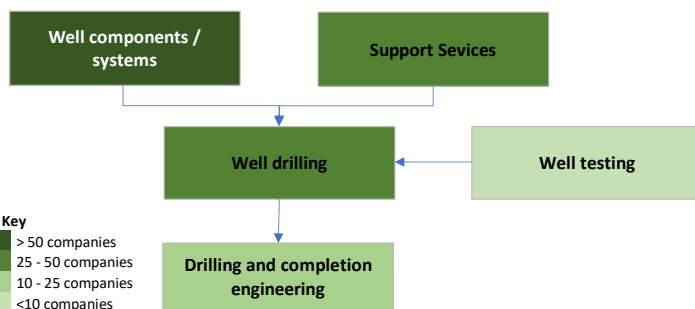 Well components /
systems
Support Sevices
Well drilling
Well testing
Key
> 50 companies
25 - 50 companies
10 - 25 companies
<10 companies
Drilling and completion
engineering